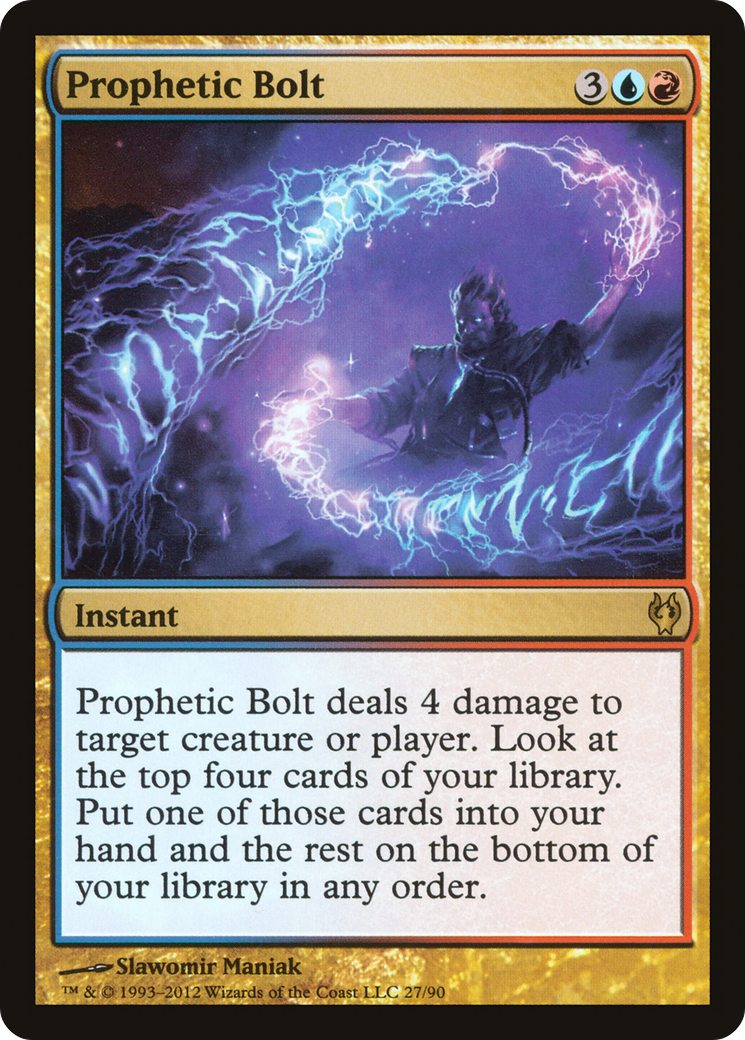 Prophetic Bolt 3
Instant
Prophetic Bolt deals 4 damage to
target creature or player. Look at
the top four cards of your library.
Put one of those cards into your
hand and the rest on the bottom of
your library in any order.
Slawomir Maniak
™ & © 1993–2012 Wizards of the Coast LLC 27/90